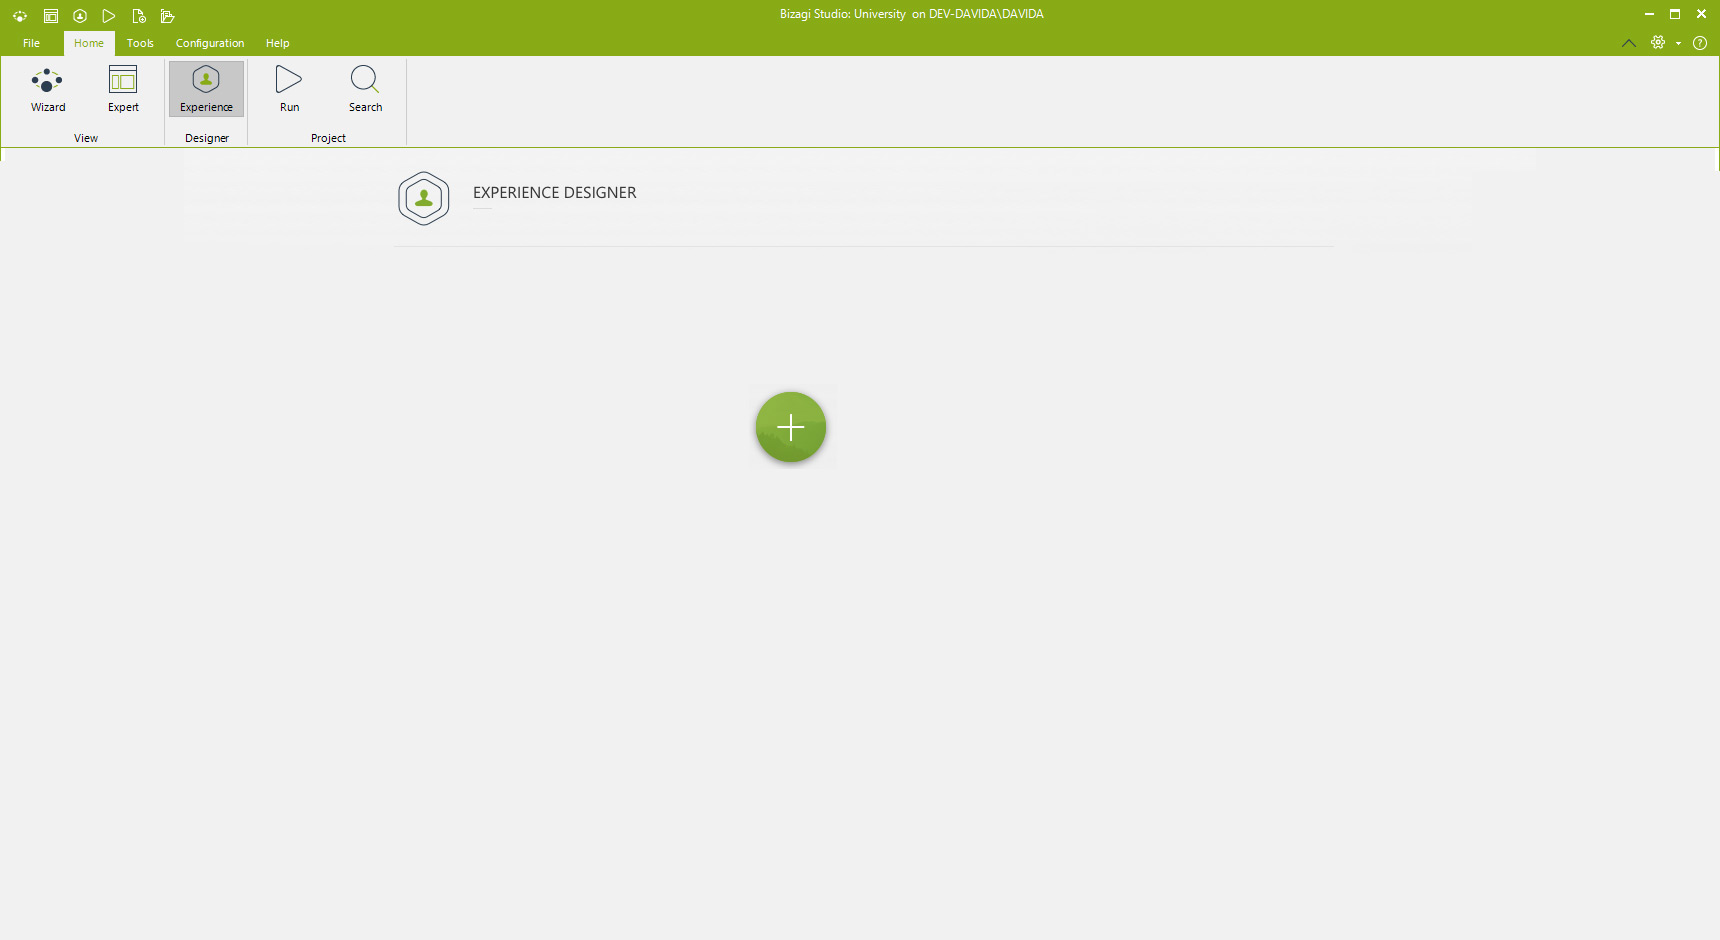 Bizagi Studio: University on DEV-DAVIDA\DAVIDA
File Home Tools Configuration Help
Wizard Expert Experience Run Search
View Designer Project
EXPERIENCE DESIGNER